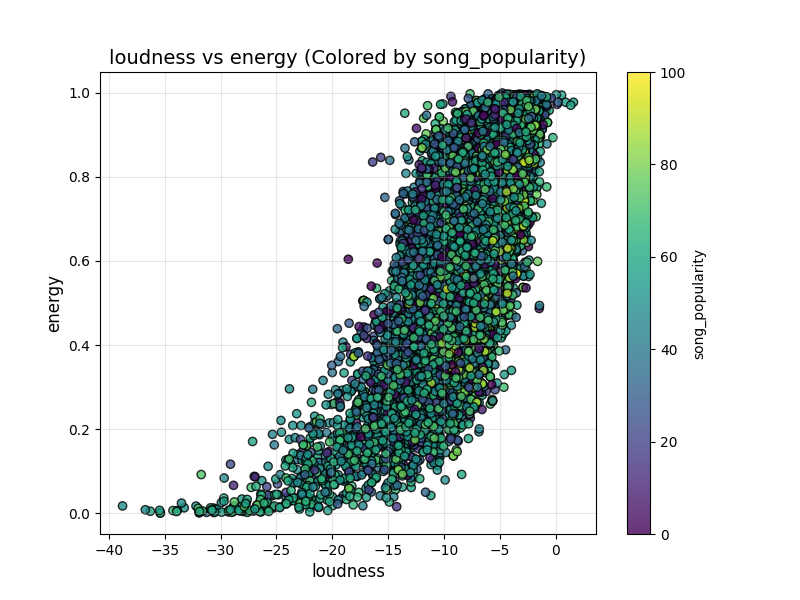 loudness vs energy (Colored by song_popularity)
1.0
0.8
0.6
0.4
0.2
0.0
energy
−40 −35 −30 −25 −20 −15 −10 −5 0
loudness
100
80
60
40
20
0
song_popularity